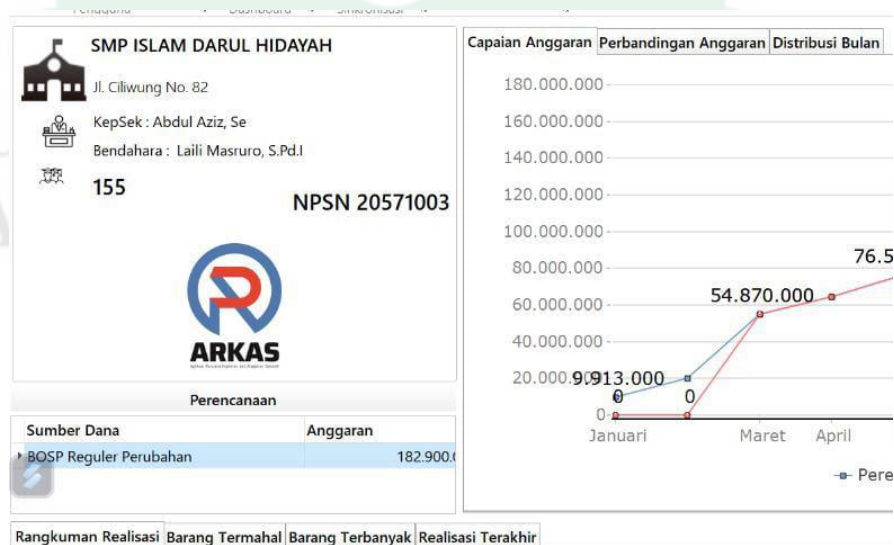 SMP ISLAM DARUL HIDAYAH
Jl. Ciliwung No. 82
KepSek : Abdul Aziz, Se
Bendahara : Laili Masruro, S.Pd.I
155
NPSN 20571003
ARKAS
Perencanaan
Sumber Dana Anggaran
BOSP Reguler Perubahan 182.900.
Capaian Anggaran Perbandingan Anggaran Distribusi Bulan
180.000.000
160.000.000
140.000.000
120.000.000
100.000.000
80.000.000
60.000.000
40.000.000
20.000.000
0
9.913.000
0
0
54.870.000
76.5
Januari Maret April
Pere
Rangkuman Realisasi Barang Termahal Barang Terbanyak Realisasi Terakhir